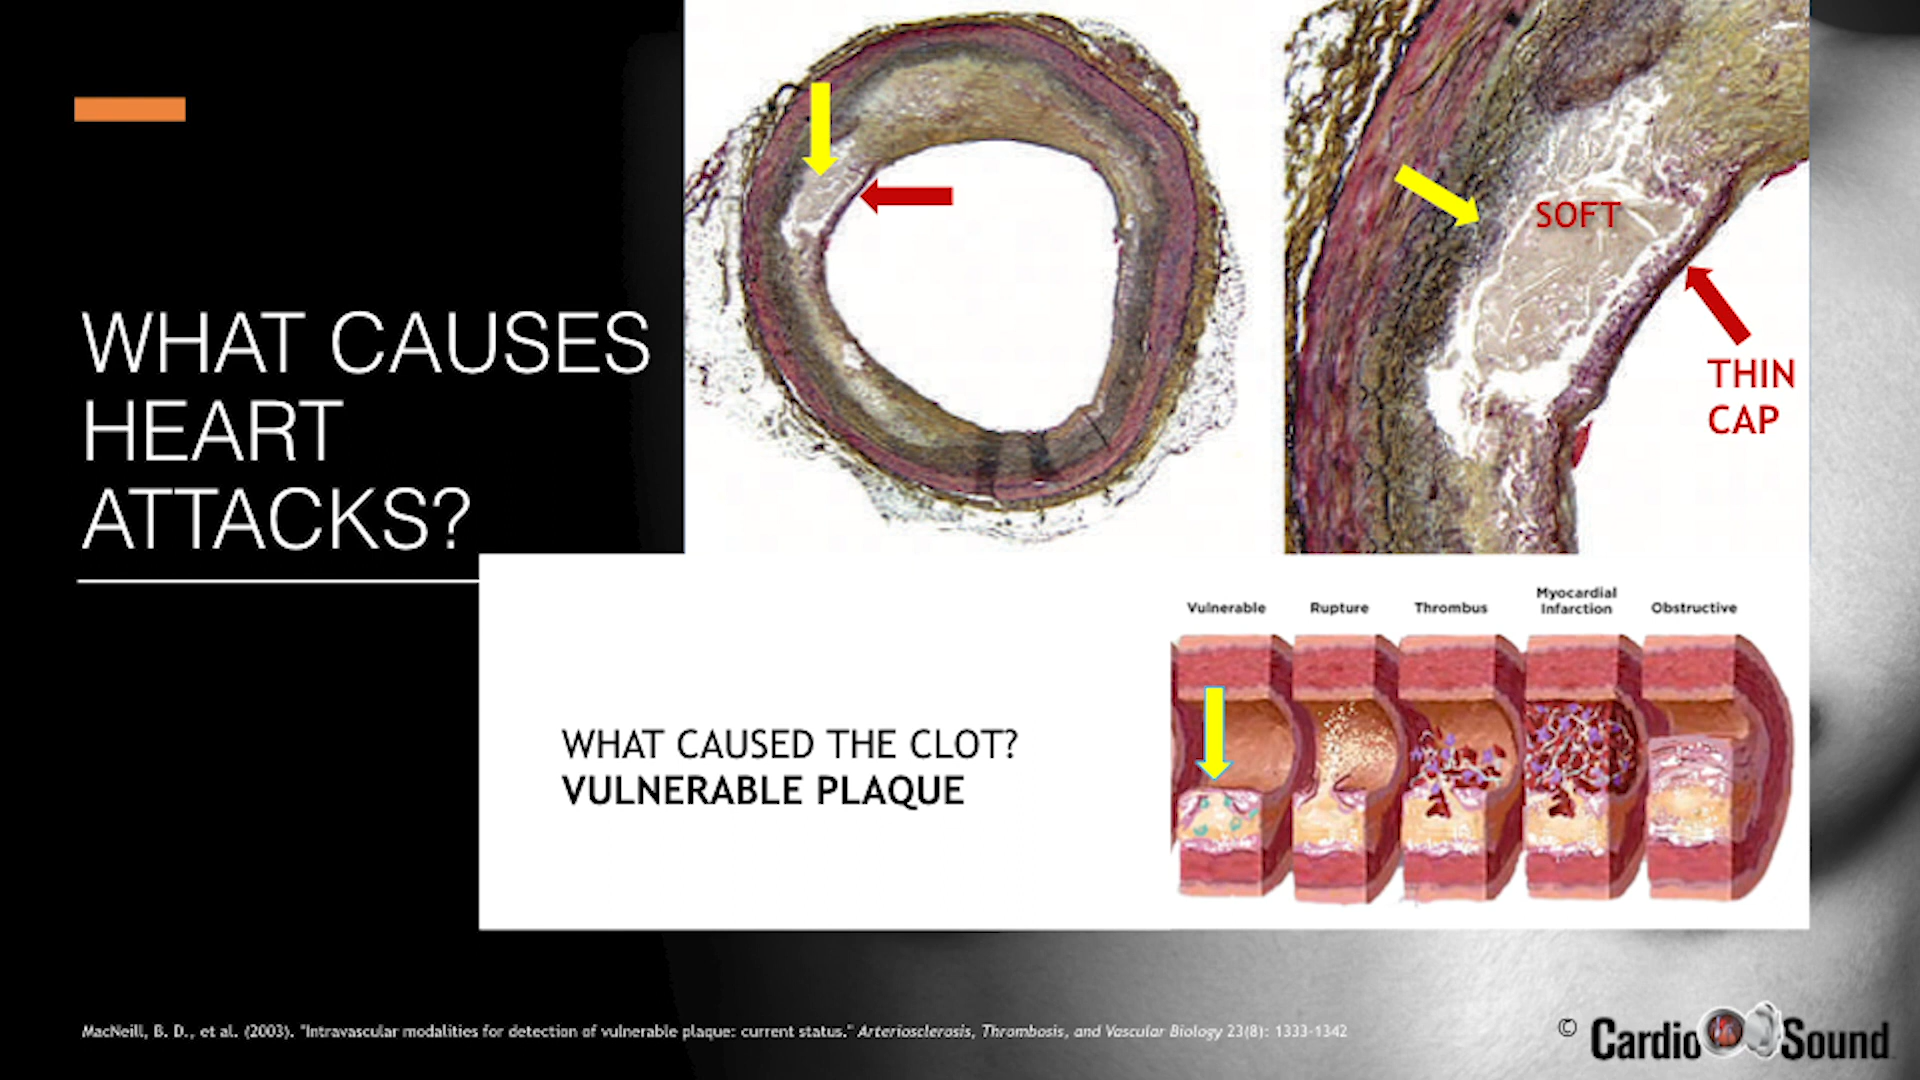 WHAT CAUSES
HEART
ATTACKS?
SOFT
THIN
CAP
WHAT CAUSED THE CLOT?
VULNERABLE PLAQUE
Vulnerable
Rupture
Thrombus
Myocardial
Infarction
Obstructive
MacNeill, B. D., et al. (2003). "Intravascular modalities for detection of vulnerable plaque: current status." Arteriosclerosis, Thrombosis, and Vascular Biology 23(8): 1333-1342
© Cardio Sound